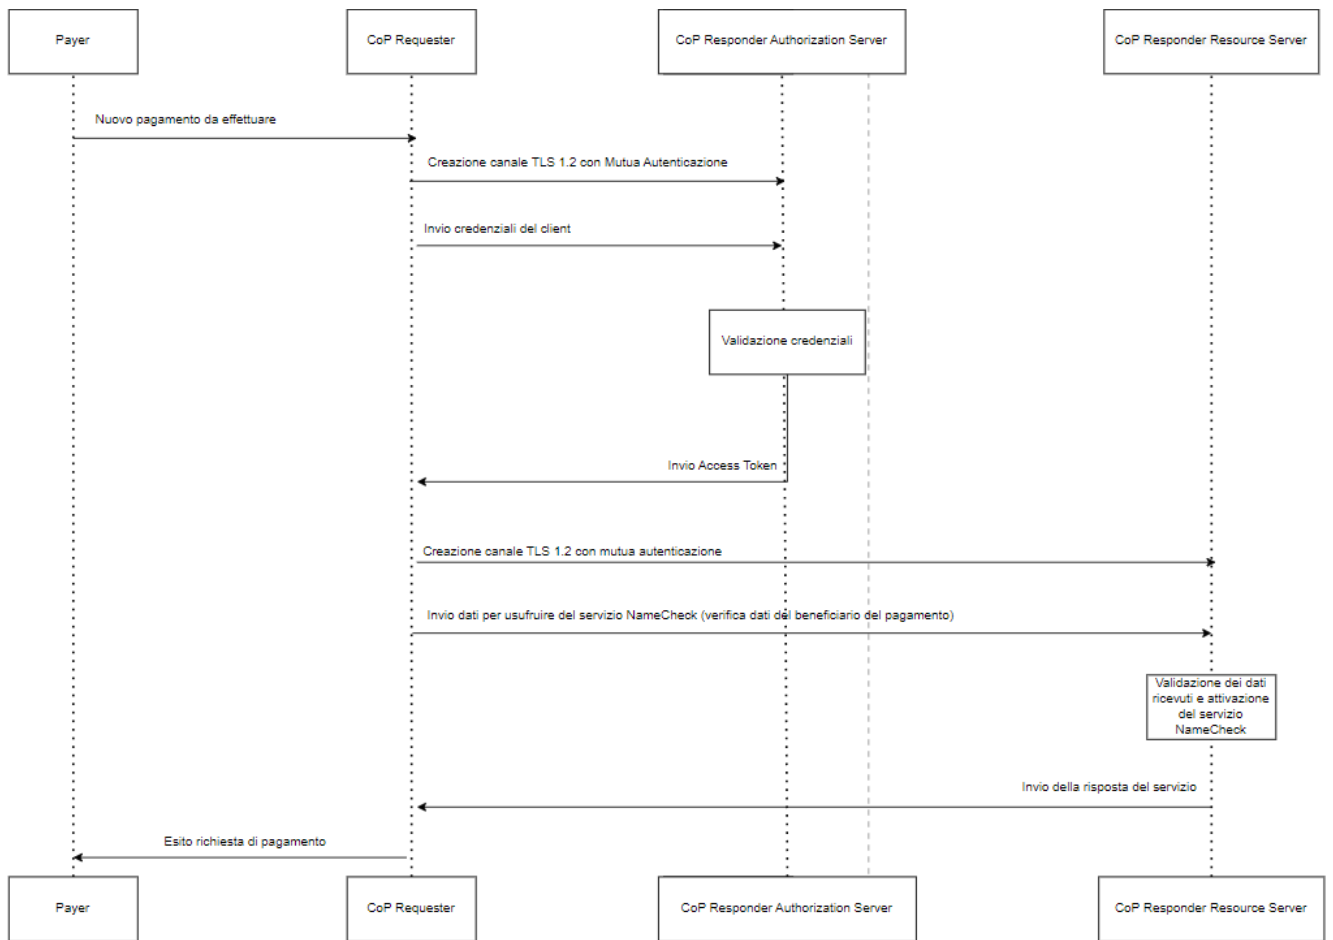 Payer
CoP Requester
CoP Responder Authorization Server
CoP Responder Resource Server
Nuovo pagamento da effettuare
Creazione canale TLS 1.2 con Mutua Autenticazione
Invio credenziali del client
Validazione credenziali
Invio Access Token
Creazione canale TLS 1.2 con mutua autenticazione
Invio dati per usufruire del servizio NameCheck (verifica dati del beneficiario del pagamento)
Validazione dei dati
ricevuti e attivazione
del servizio
NameCheck
Invio della risposta del servizio
Esito richiesta di pagamento
Payer
CoP Requester
CoP Responder Authorization Server
CoP Responder Resource Server